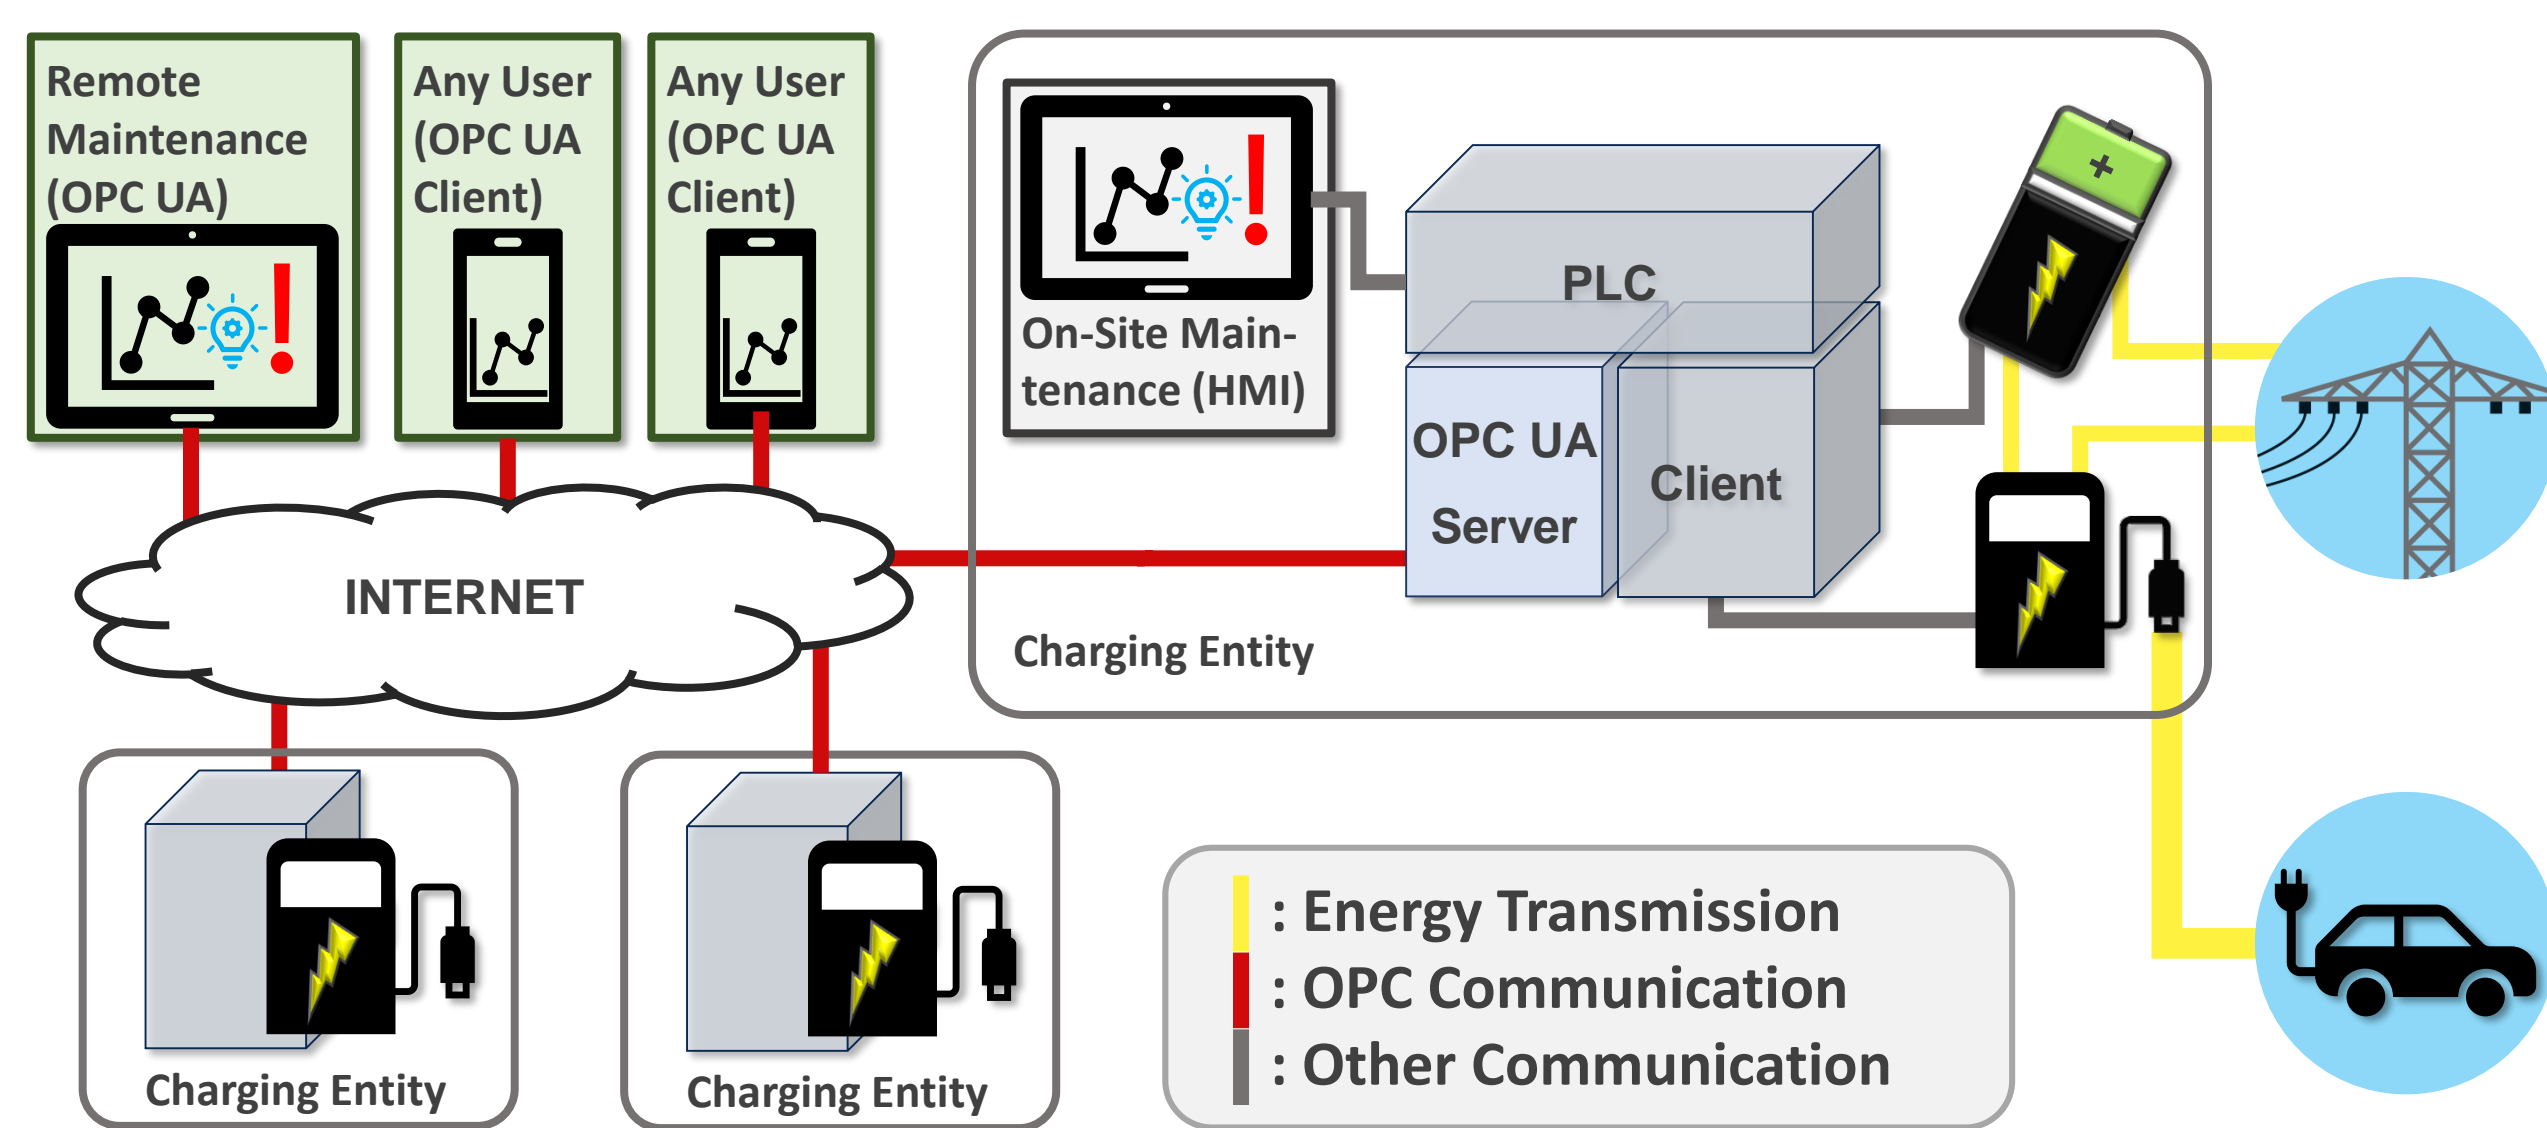 Remote
Maintenance
(OPC UA)
Any User
(OPC UA
Client)
Any User
(OPC UA
Client)
On-Site Main-
tenance (HMI)
PLC
OPC UA
Server
Client
+
Charging Entity
INTERNET
Charging Entity
Charging Entity
: Energy Transmission
: OPC Communication
: Other Communication